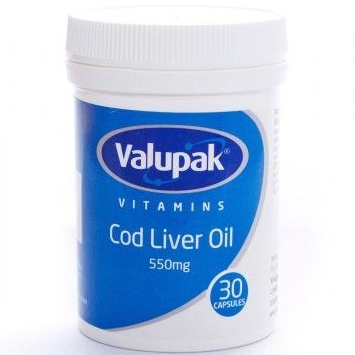 Valupak®
VITAMINS
Cod Liver Oil
550mg
30
CAPSULES